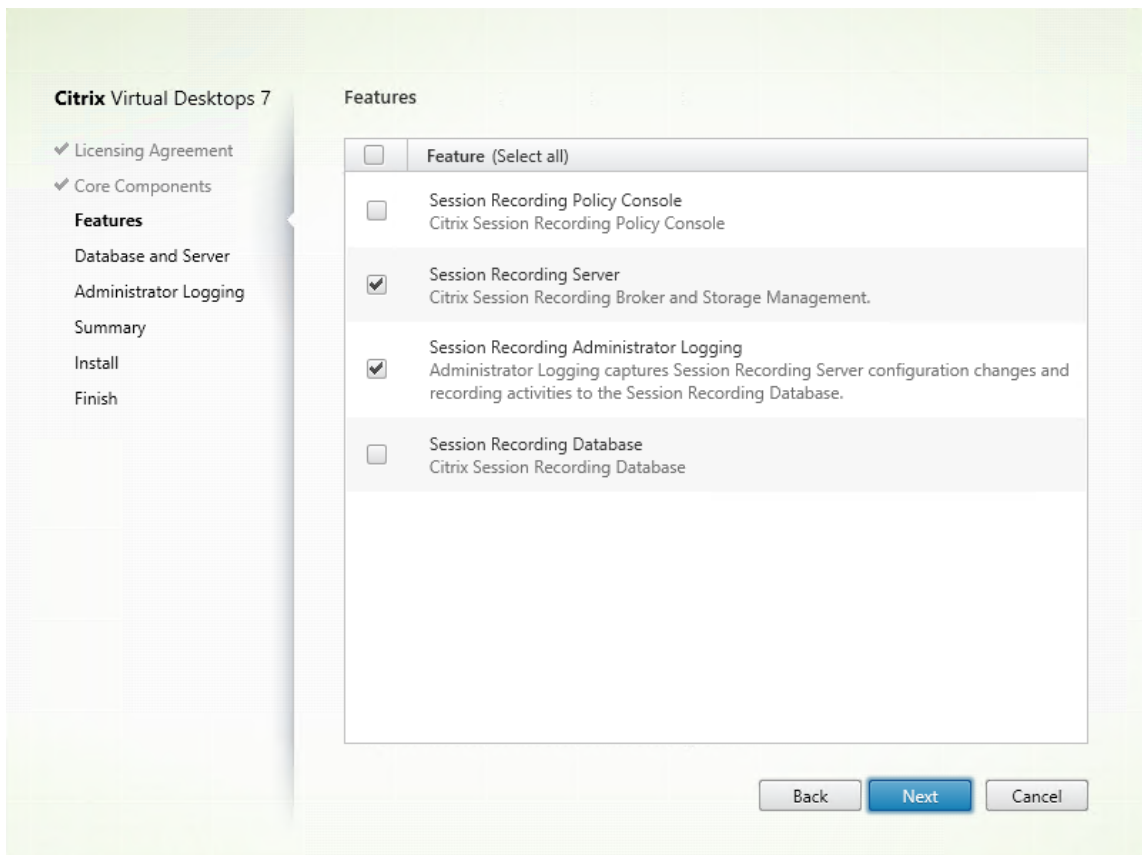 Citrix Virtual Desktops 7
Licensing Agreement
Core Components
Features
Database and Server
Administrator Logging
Summary
Install
Finish
Features
Feature (Select all)
Session Recording Policy Console
Citrix Session Recording Policy Console
Session Recording Server
Citrix Session Recording Broker and Storage Management.
Session Recording Administrator Logging
Administrator Logging captures Session Recording Server configuration changes and
recording activities to the Session Recording Database.
Session Recording Database
Citrix Session Recording Database
Back
Next
Cancel